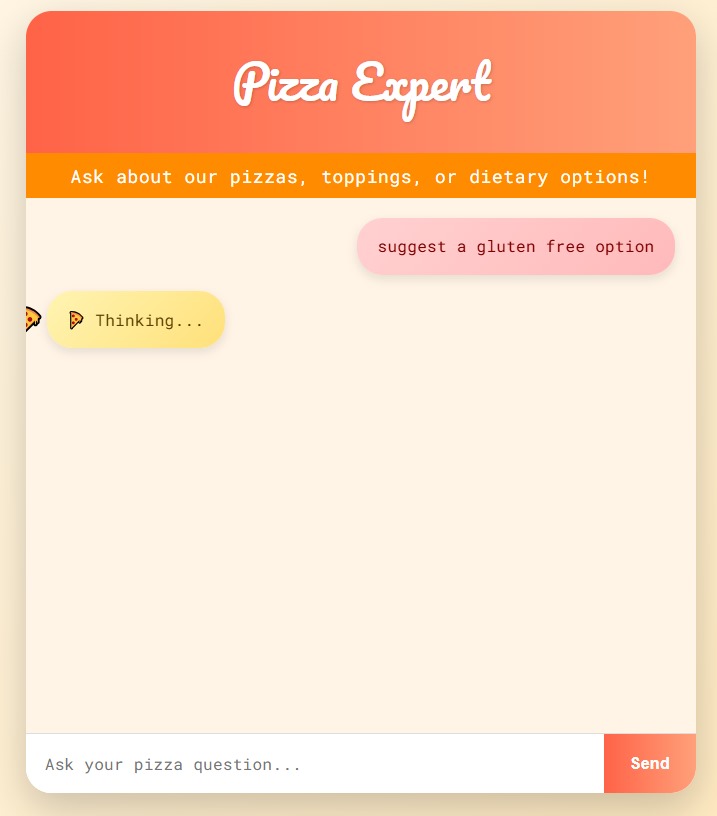 Pizza Expert
Ask about our pizzas, toppings, or dietary options!
suggest a gluten free option
Thinking...
Ask your pizza question...
Send